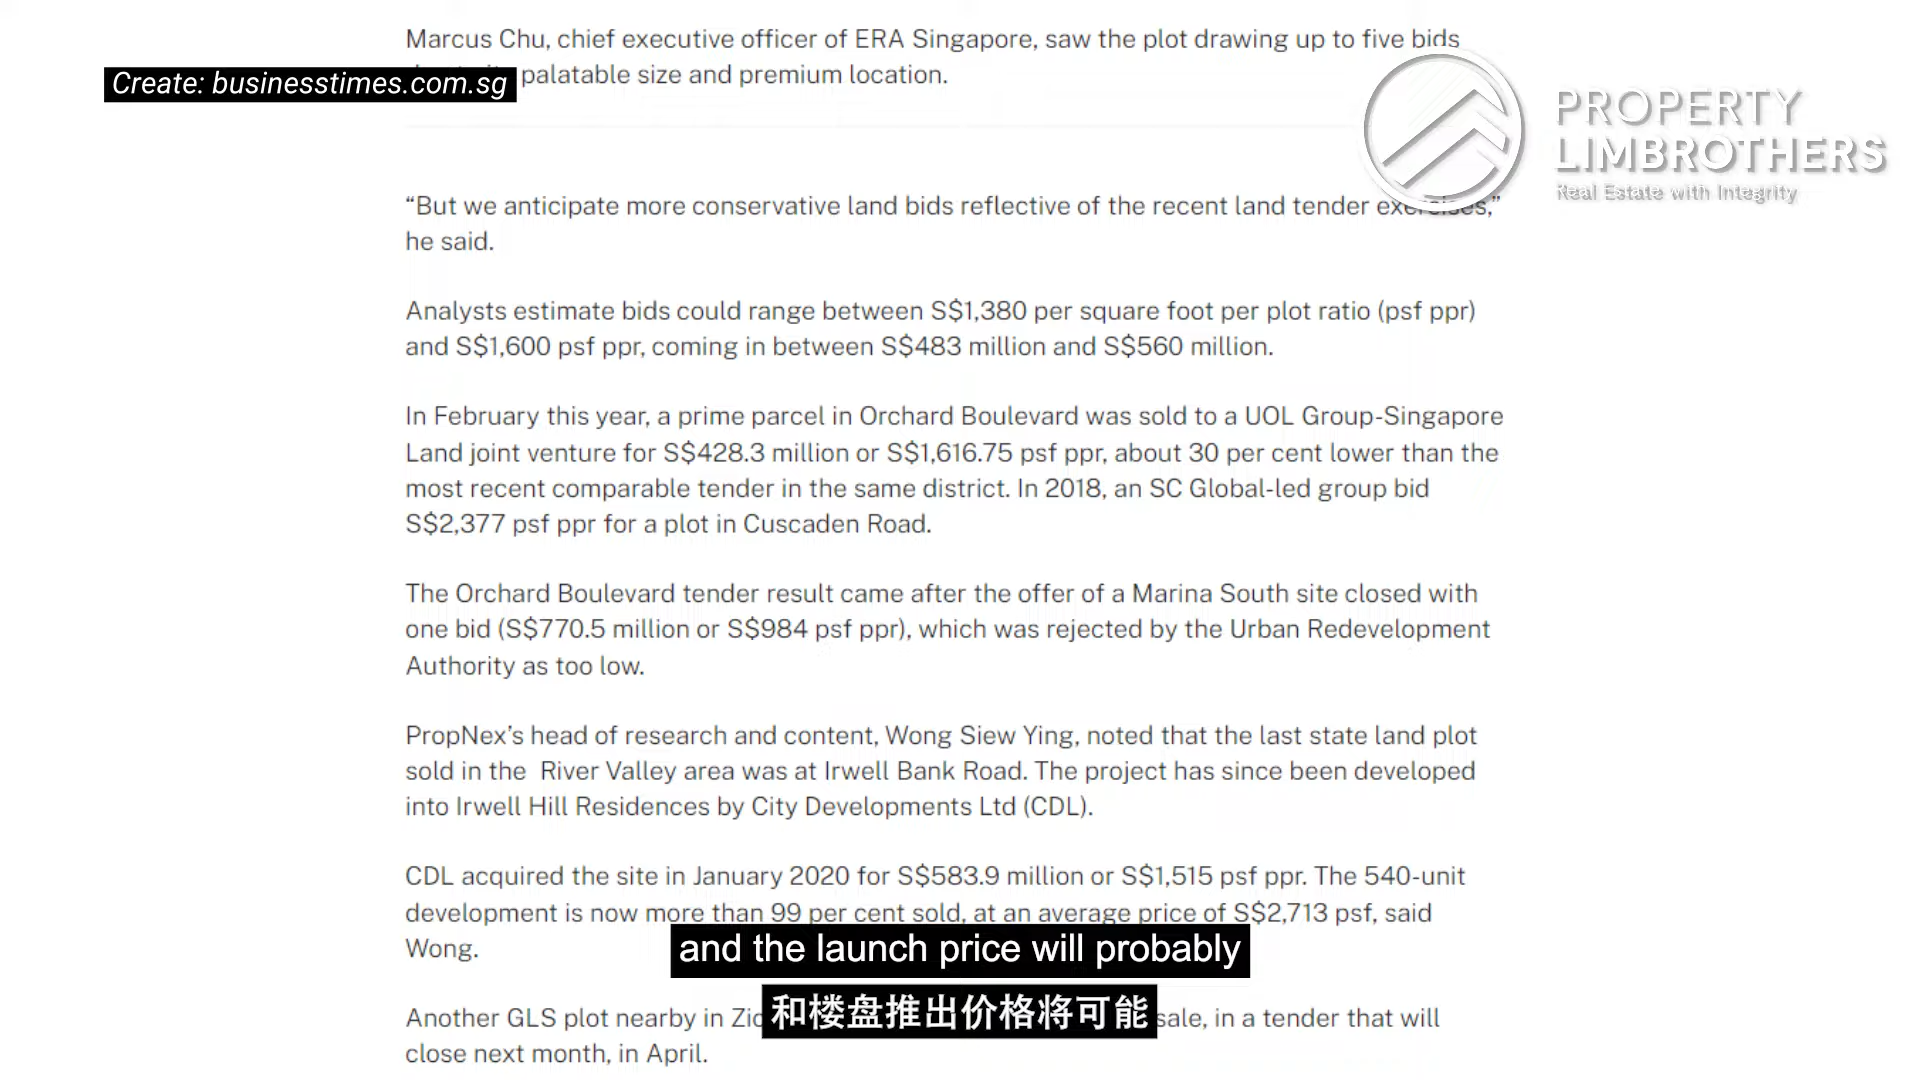 Marcus Chu, chief executive officer of ERA Singapore, saw the plot drawing up to five bids
Create: businesstimes.com.sg
palatable size and premium location.
PROPERTY
LIMBROTHERS
Real Estate with Integrity
“But we anticipate more conservative land bids reflective of the recent land tender exercises,”
he said.
Analysts estimate bids could range between S$1,380 per square foot per plot ratio (psf ppr)
and S$1,600 psf ppr, coming in between S$483 million and S$560 million.
In February this year, a prime parcel in Orchard Boulevard was sold to a UOL Group-Singapore
Land joint venture for S$428.3 million or S$1,616.75 psf ppr, about 30 per cent lower than the
most recent comparable tender in the same district. In 2018, an SC Global-led group bid
S$2,377 psf ppr for a plot in Cuscaden Road.
The Orchard Boulevard tender result came after the offer of a Marina South site closed with
one bid (S$770.5 million or S$984 psf ppr), which was rejected by the Urban Redevelopment
Authority as too low.
PropNex’s head of research and content, Wong Siew Ying, noted that the last state land plot
sold in the River Valley area was at Irwell Bank Road. The project has since been developed
into Irwell Hill Residences by City Developments Ltd (CDL).
CDL acquired the site in January 2020 for S$583.9 million or S$1,515 psf ppr. The 540-unit
development is now more than 99 per cent sold, at an average price of S$2,713 psf, said
Wong.
and the launch price will probably
和楼盘推出价格将可能
Another GLS plot nearby in sale, in a tender that will
close next month, in April.